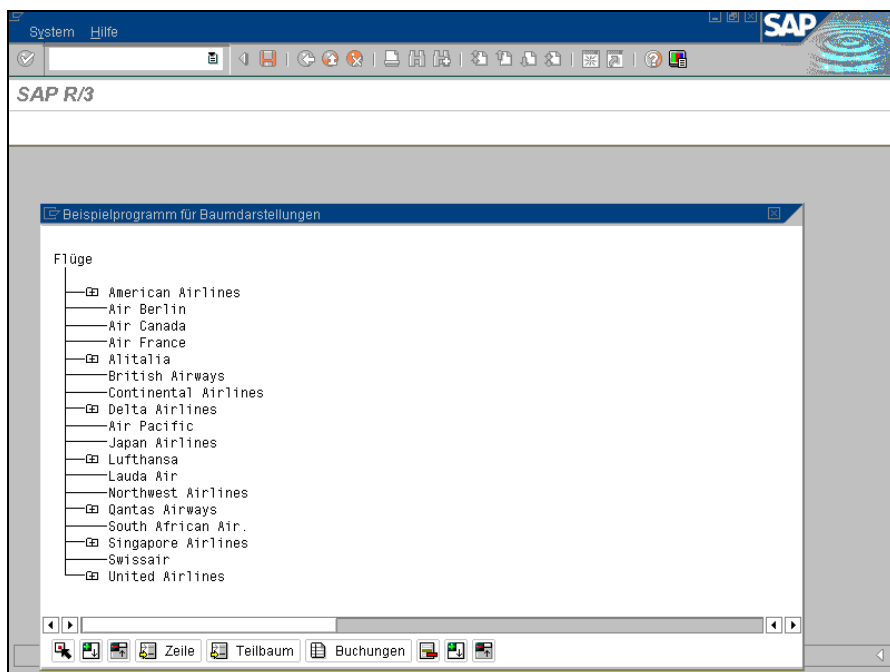 System Hilfe
SAP
SAP R/3
Beispielprogramm für Baumdarstellungen
Flüge
American Airlines
Air Berlin
Air Canada
Air France
Alitalia
British Airways
Continental Airlines
Delta Airlines
Air Pacific
Japan Airlines
Lufthansa
Lauda Air
Northwest Airlines
Qantas Airways
South African Air.
Singapore Airlines
Swissair
United Airlines
Zeile Teilbaum Buchungen